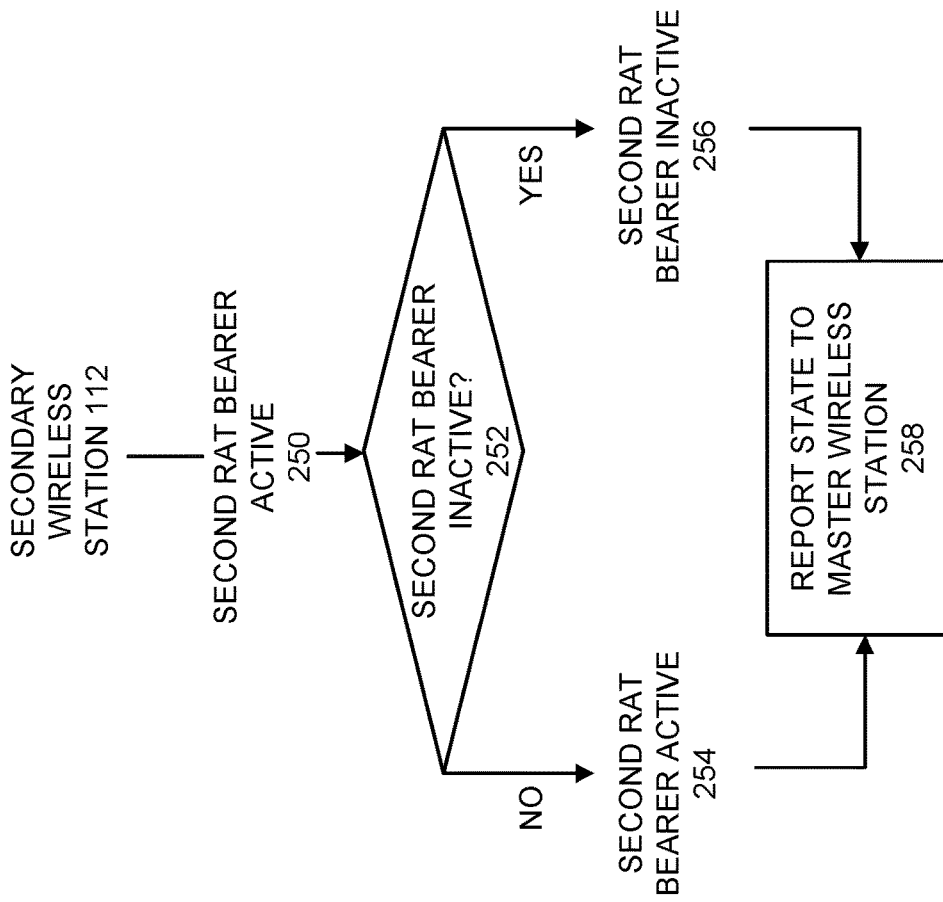 SECONDARY
WIRELESS
STATION 112
SECOND RAT BEARER
ACTIVE
250
SECOND RAT BEARER
INACTIVE?
252
NO
YES
SECOND RAT
BEARER ACTIVE
254
SECOND RAT
BEARER INACTIVE
256
REPORT STATE TO
MASTER WIRELESS
STATION
258